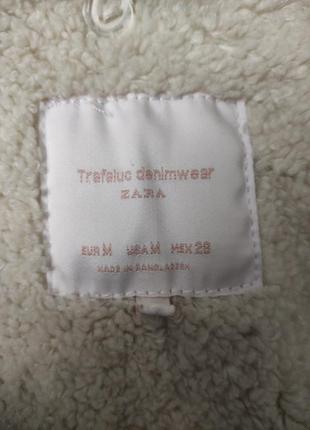 Trafaluc denimwear
ZARA
EUR M USA M MEX 28
MADE IN BANGLADESH